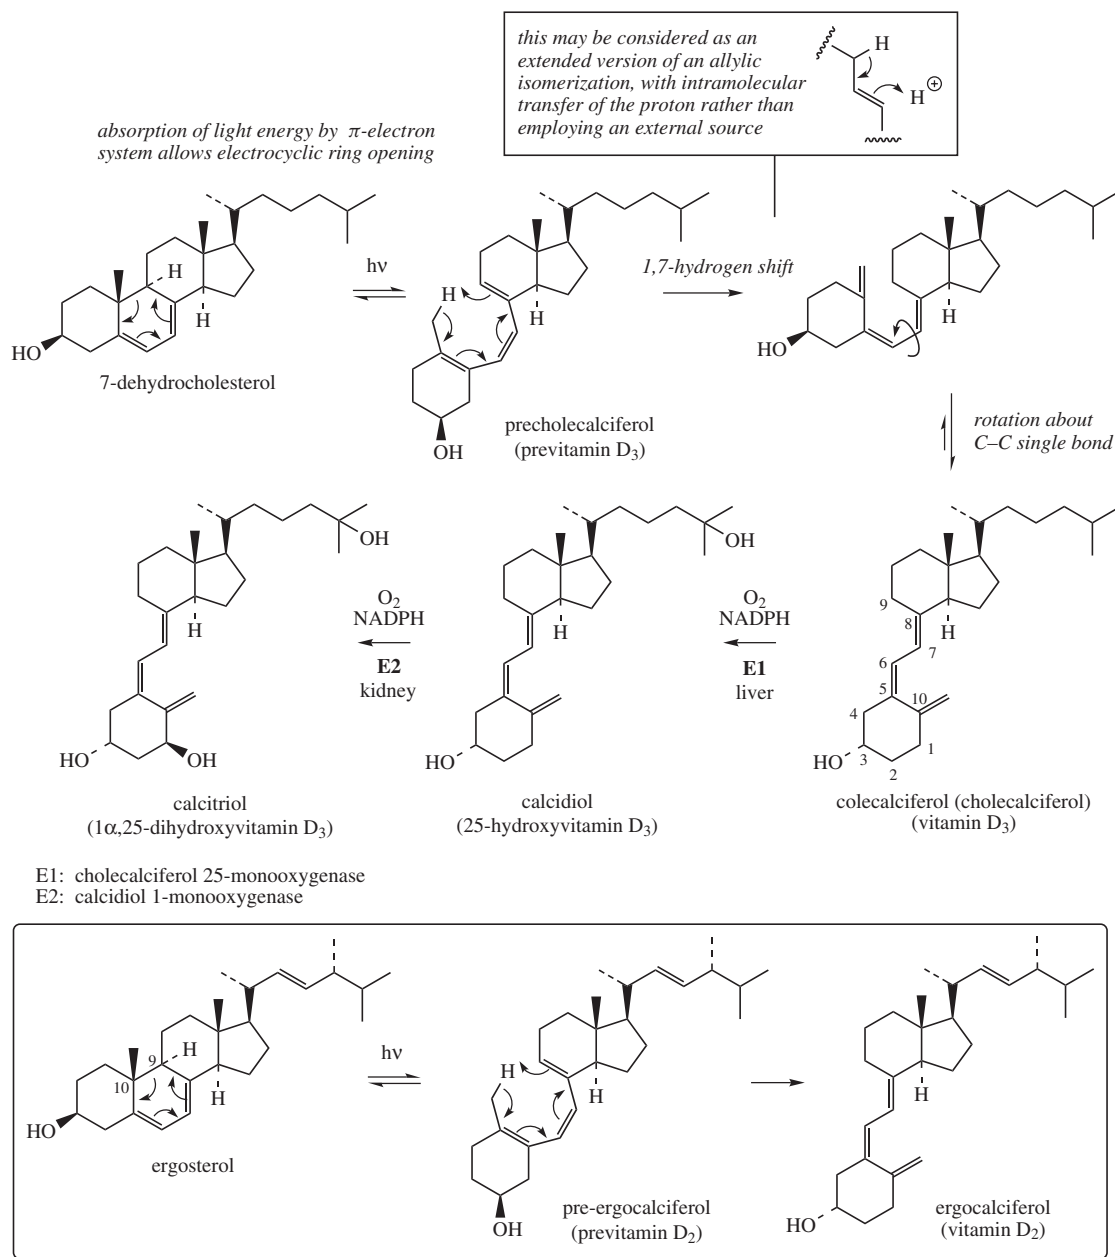 this may be considered as an
extended version of an allylic
isomerization, with intramolecular
transfer of the proton rather than
employing an external source
H
H ⊕
absorption of light energy by π-electron
system allows electrocyclic ring opening
H
H
HO
7-dehydrocholesterol
hν
H
H
OH
precholecalciferol
(previtamin D₃)
1,7-hydrogen shift
H
HO
rotation about
C–C single bond
OH
H
HO
OH
calcitriol
(1α,25-dihydroxyvitamin D₃)
O₂
NADPH
E2
kidney
OH
H
HO
calcidiol
(25-hydroxyvitamin D₃)
O₂
NADPH
E1
liver
9
8
H
7
6
5
10
4
HO
3
1
2
colecalciferol (cholecalciferol)
(vitamin D₃)
E1: cholecalciferol 25-monooxygenase
E2: calcidiol 1-monooxygenase
9
H
10
H
HO
ergosterol
hν
H
H
OH
pre-ergocalciferol
(previtamin D₂)
H
HO
ergocalciferol
(vitamin D₂)